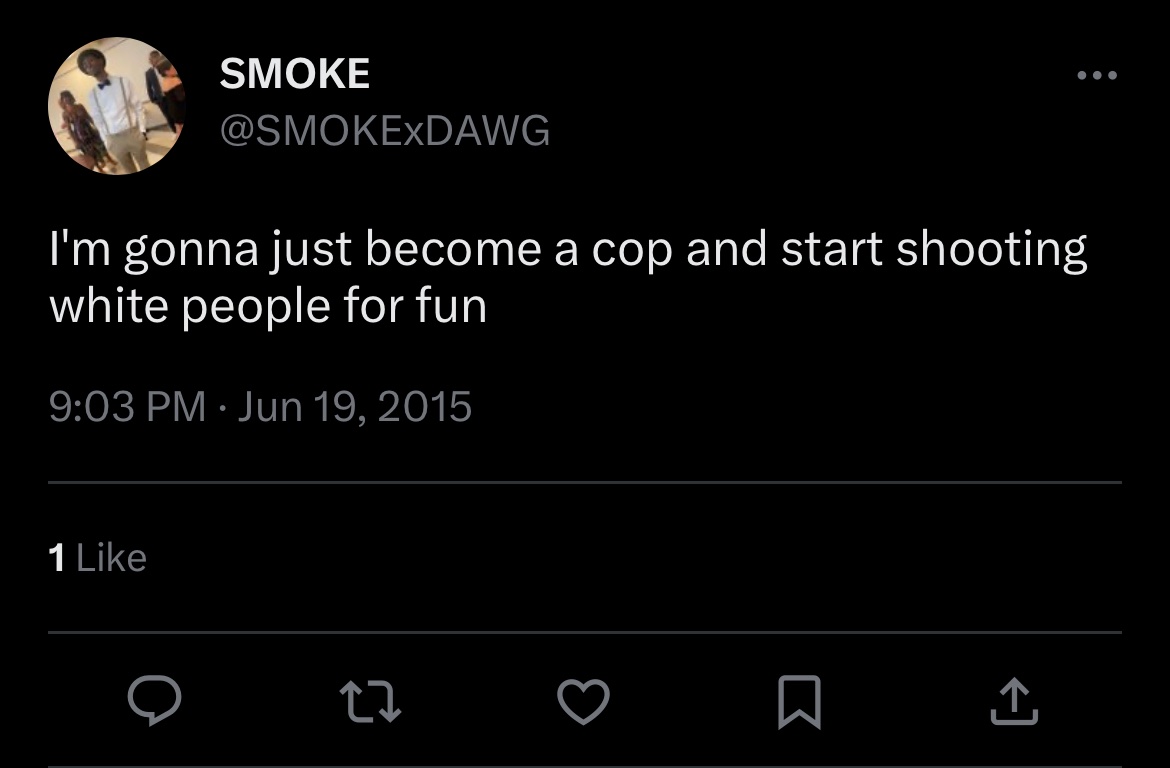 SMOKE
@SMOKExDAWG
I'm gonna just become a cop and start shooting
white people for fun
9:03 PM · Jun 19, 2015
1 Like